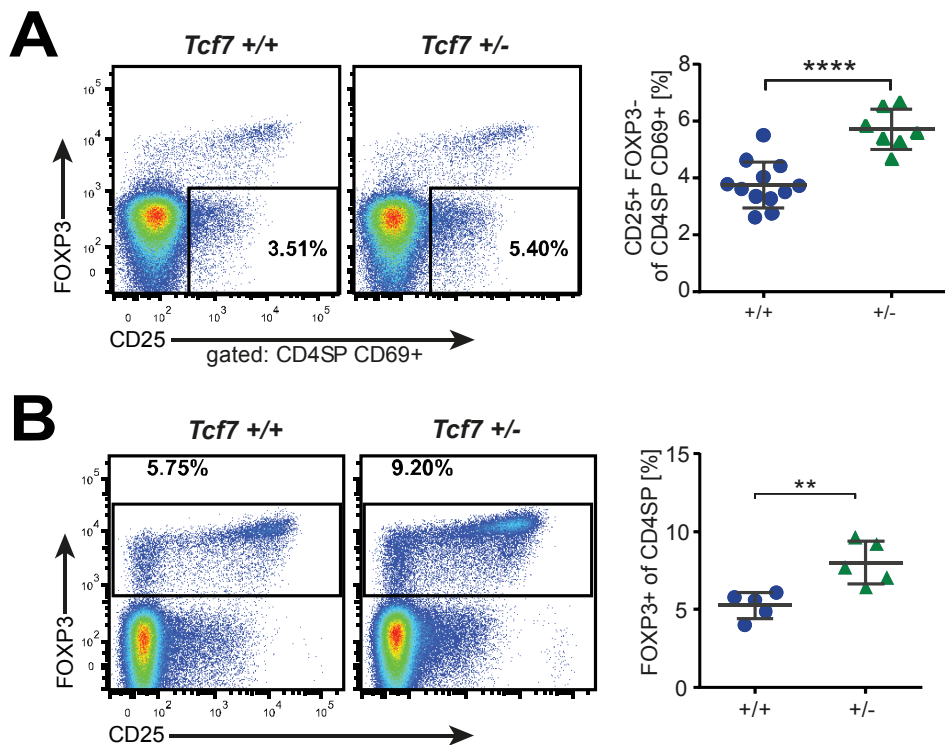 A
Tcf7 +/+
Tcf7 +/-
FOXP3
10^5
10^4
10^3
10^2
0
3.51%
5.40%
0 10^2 10^3 10^4 10^5
CD25
gated: CD4SP CD69+
CD25+ FOXP3-
of CD4SP CD69+ [%]
8
6
4
2
0
****
+/+
+/-
B
Tcf7 +/+
Tcf7 +/-
FOXP3
10^5
10^4
10^3
10^2
0
5.75%
9.20%
0 10^2 10^3 10^4 10^5
CD25
FOXP3+ of CD4SP [%]
15
10
5
0
**
+/+
+/-